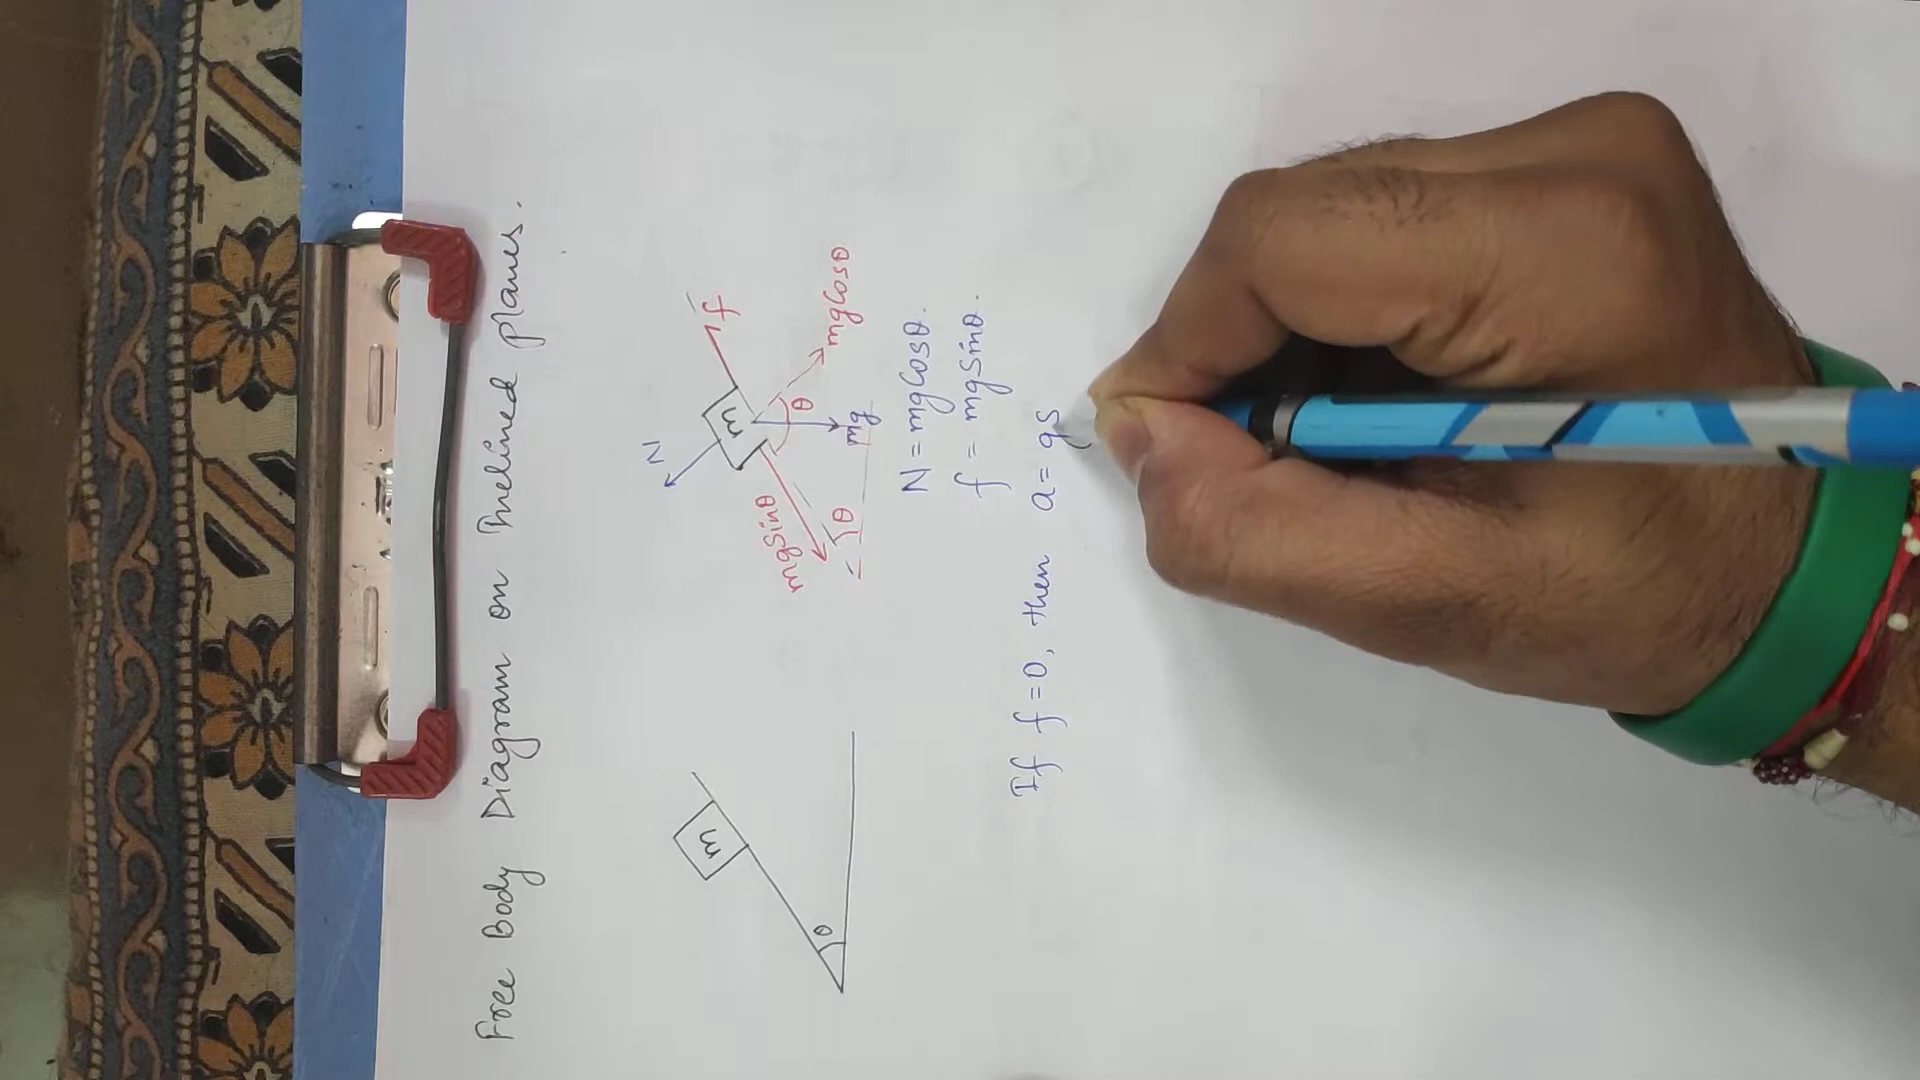 Free Body Diagram on Inclined planes.
m
θ
N
f
m
θ
mg
mgcosθ
mgsinθ
θ
N = mgcosθ.
f = mgsinθ.
If f=0, then a= gs